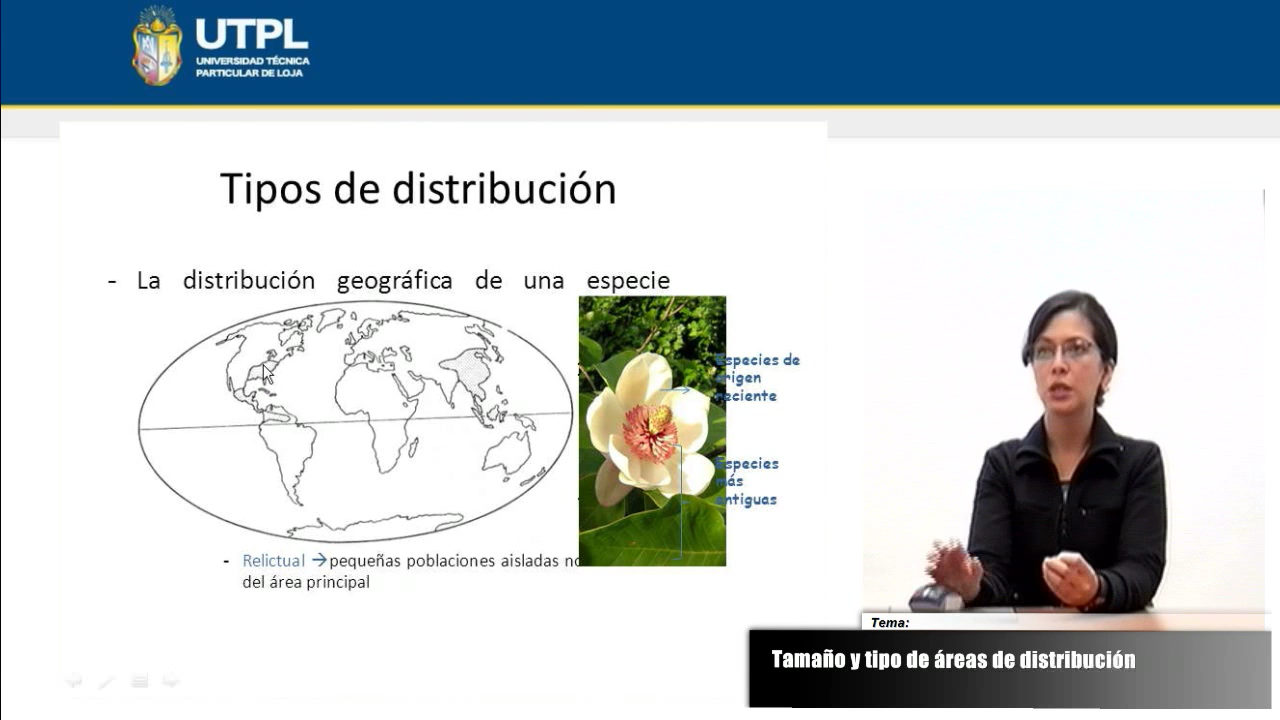 UTPL
UNIVERSIDAD TÉCNICA
PARTICULAR DE LOJA
Tipos de distribución
- La distribución geográfica de una especie
Especies de
origen
reciente
Especies
más
antiguas
- Relictual → pequeñas poblaciones aisladas
del área principal
Tema:
Tamaño y tipo de áreas de distribución